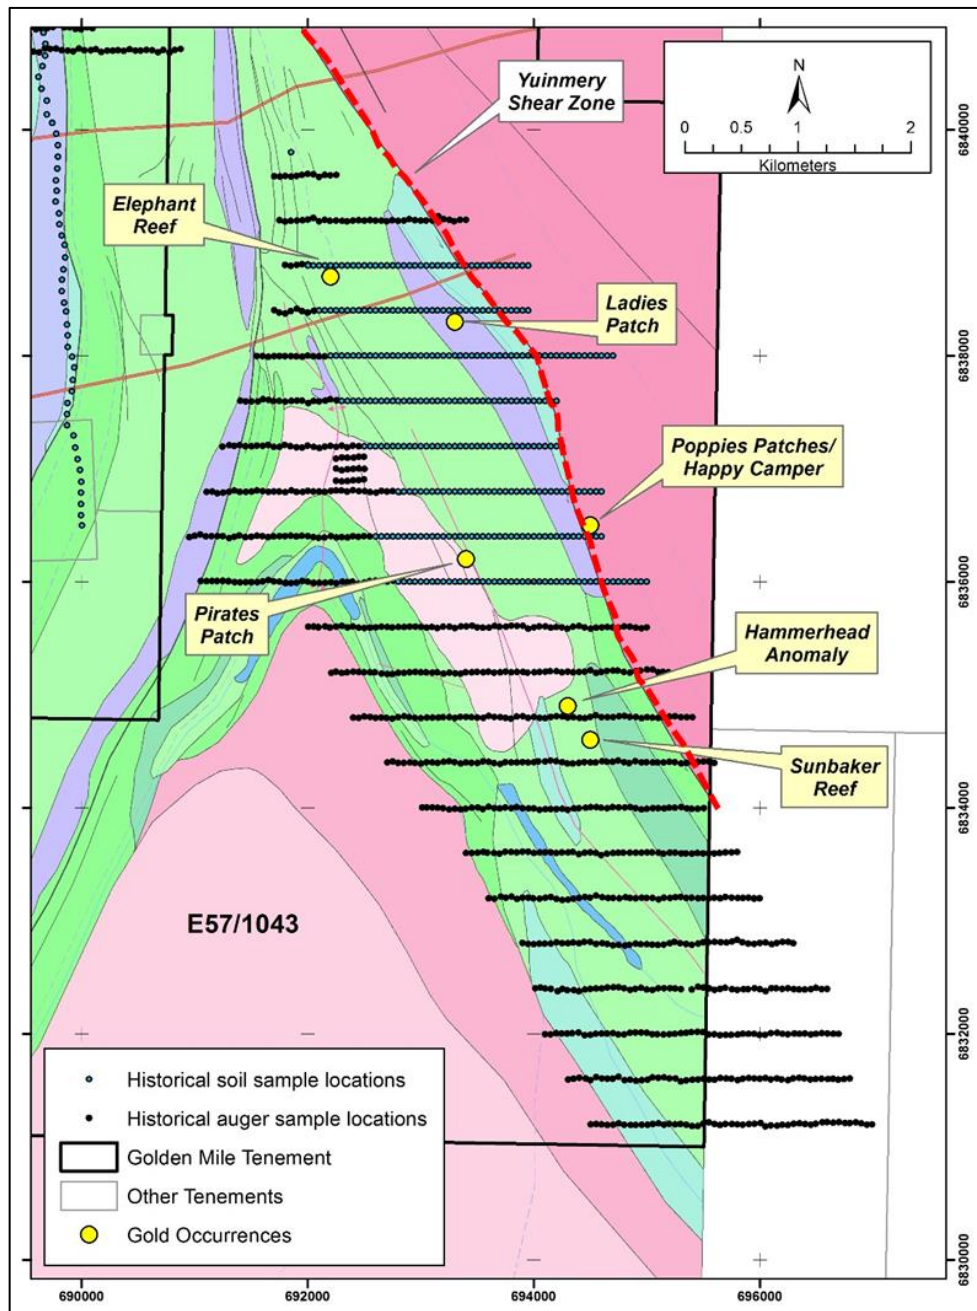 Yuinmery
Shear Zone
N
0 0.5 1 2
Kilometers
6840000
Elephant
Reef
Ladies
Patch
6838000
Poppies Patches/
Happy Camper
Pirates
Patch
6836000
Hammerhead
Anomaly
Sunbaker
Reef
6834000
E57/1043
6832000
Historical soil sample locations
Historical auger sample locations
Golden Mile Tenement
Other Tenements
Gold Occurrences
6830000
690000 692000 694000 696000